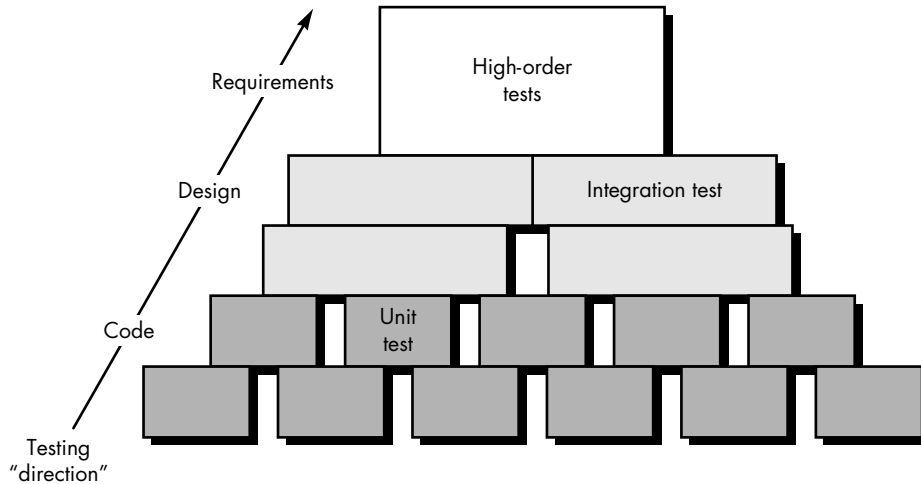 High-order
tests
Requirements
Design
Integration test
Code
Unit
test
Testing
“direction”